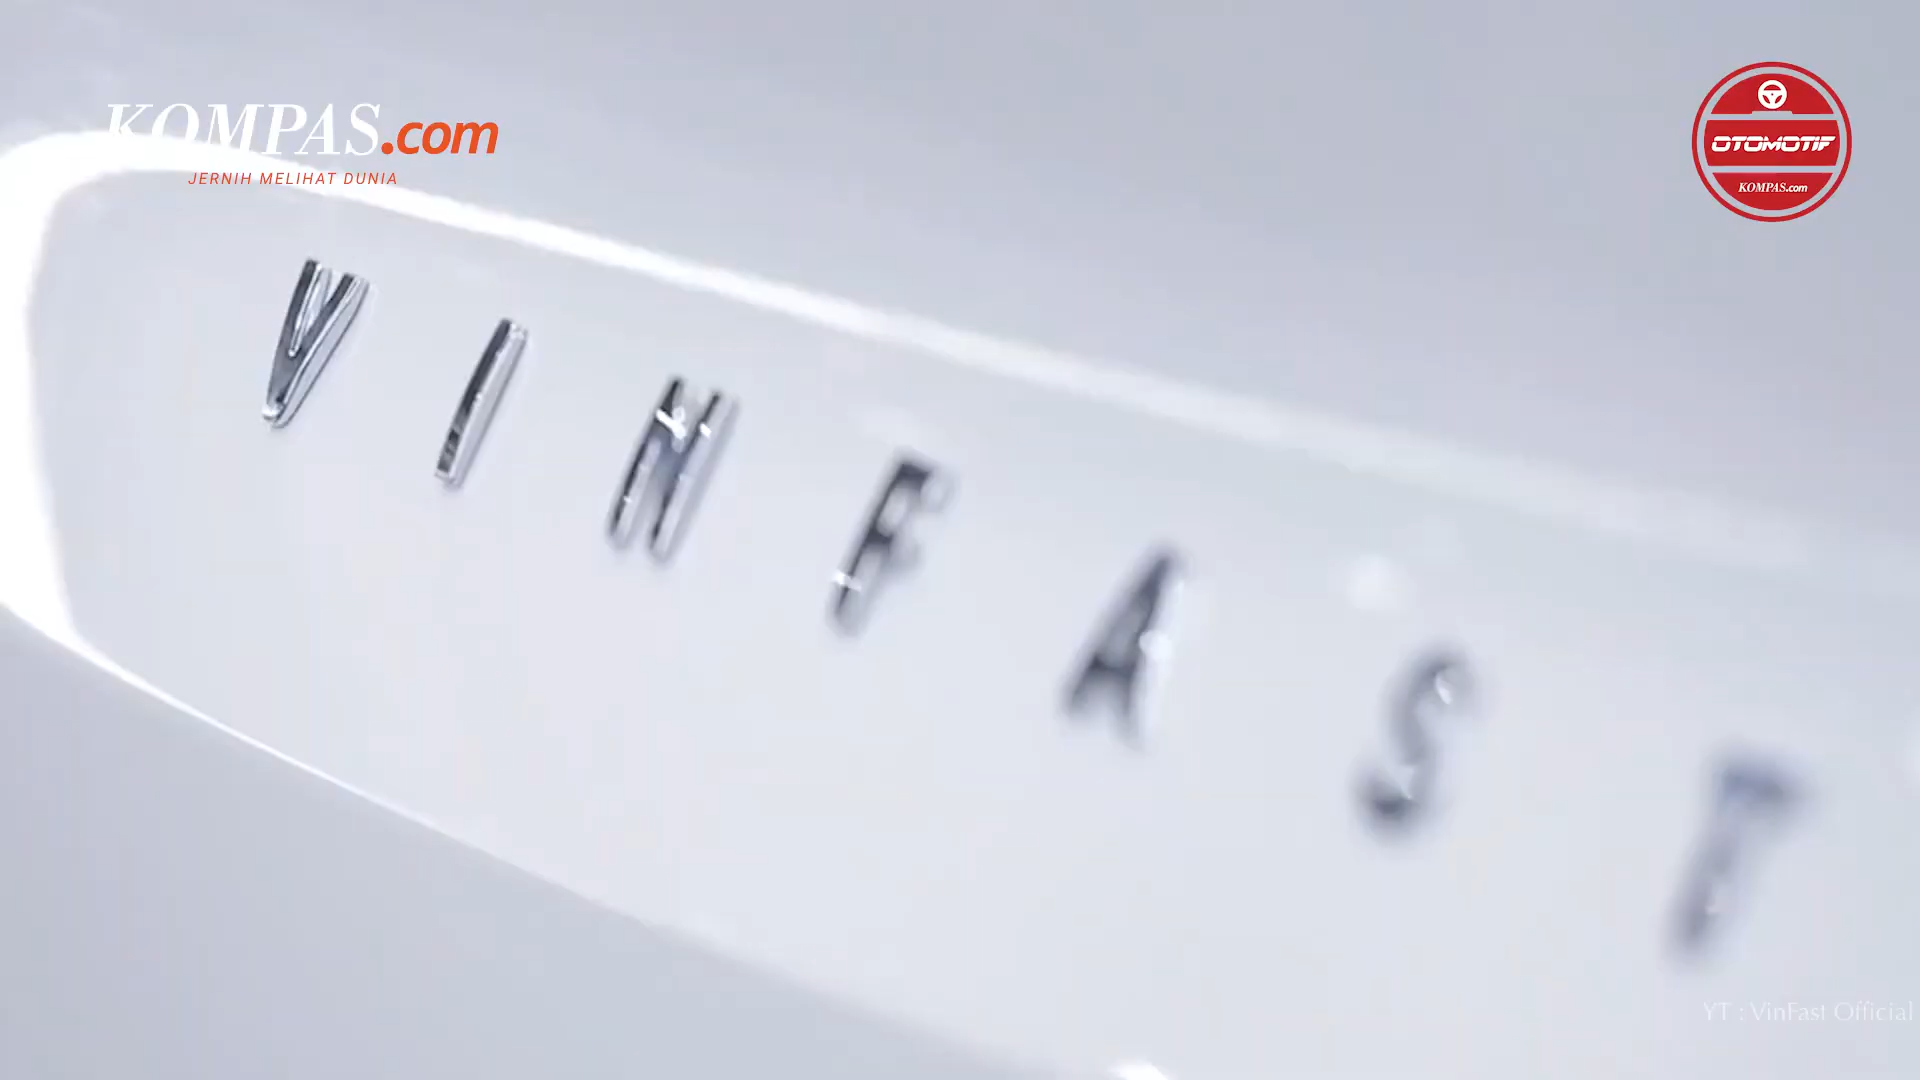 KOMPAS.com
JERNIH MELIHAT DUNIA
OTOMOTIF
KOMPAS.com
VINFAST
YT : VinFast Official